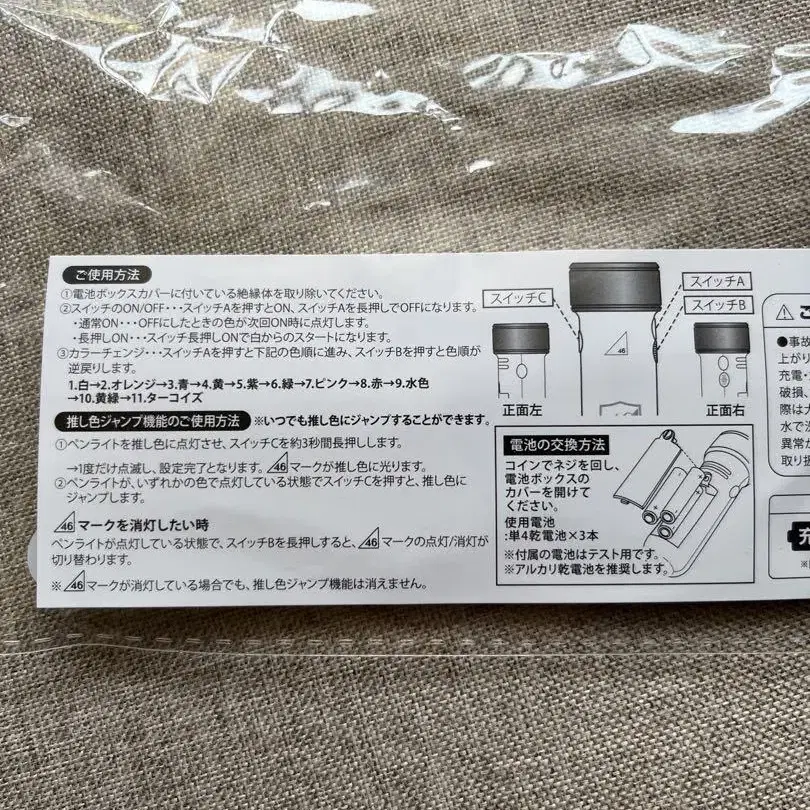 ご使用方法
①電池ボックスカバーに付いている絶縁体を取り除いてください。
②スイッチのON/OFF・・・スイッチAを押すとON、スイッチAを長押しでOFFになります。
・通常ON・・・OFFにしたときの色が次回ON時に点灯します。
・長押しON・・・スイッチ長押しONで白からのスタートになります。
③カラーチェンジ・・・スイッチAを押すと下記の色順に進み、スイッチBを押すと色順が
逆戻りします。
1.白→2.オレンジ→3.青→4.黄→5.紫→6.緑→7.ピンク→8.赤→9.水色
→10.黄緑→11.ターコイズ
推し色ジャンプ機能のご使用方法 ※いつでも推し色にジャンプすることができます。
①ペンライトを推し色に点灯させ、スイッチCを約3秒間長押しします。
→1度だけ点滅し、設定完了となります。46マークが推し色に光ります。
②ペンライトが、いずれかの色で点灯している状態でスイッチCを押すと、推し色に
ジャンプします。
46マークを消灯したい時
ペンライトが点灯している状態で、スイッチBを長押しすると、46マークの点灯/消灯が
切り替わります。
※46マークが消灯している場合でも、推し色ジャンプ機能は消えません。
スイッチC
スイッチA
スイッチB
46
正面左
正面右
電池の交換方法
コインでネジを回し、
電池ボックスの
カバーを開けて
ください。
使用電池
:単4乾電池×3本
※付属の電池はテスト用です。
※アルカリ乾電池を推奨します。
ご
●事故
上がり
充電・
破損、
際は大
水で洗
異常が
取り扱
充
※